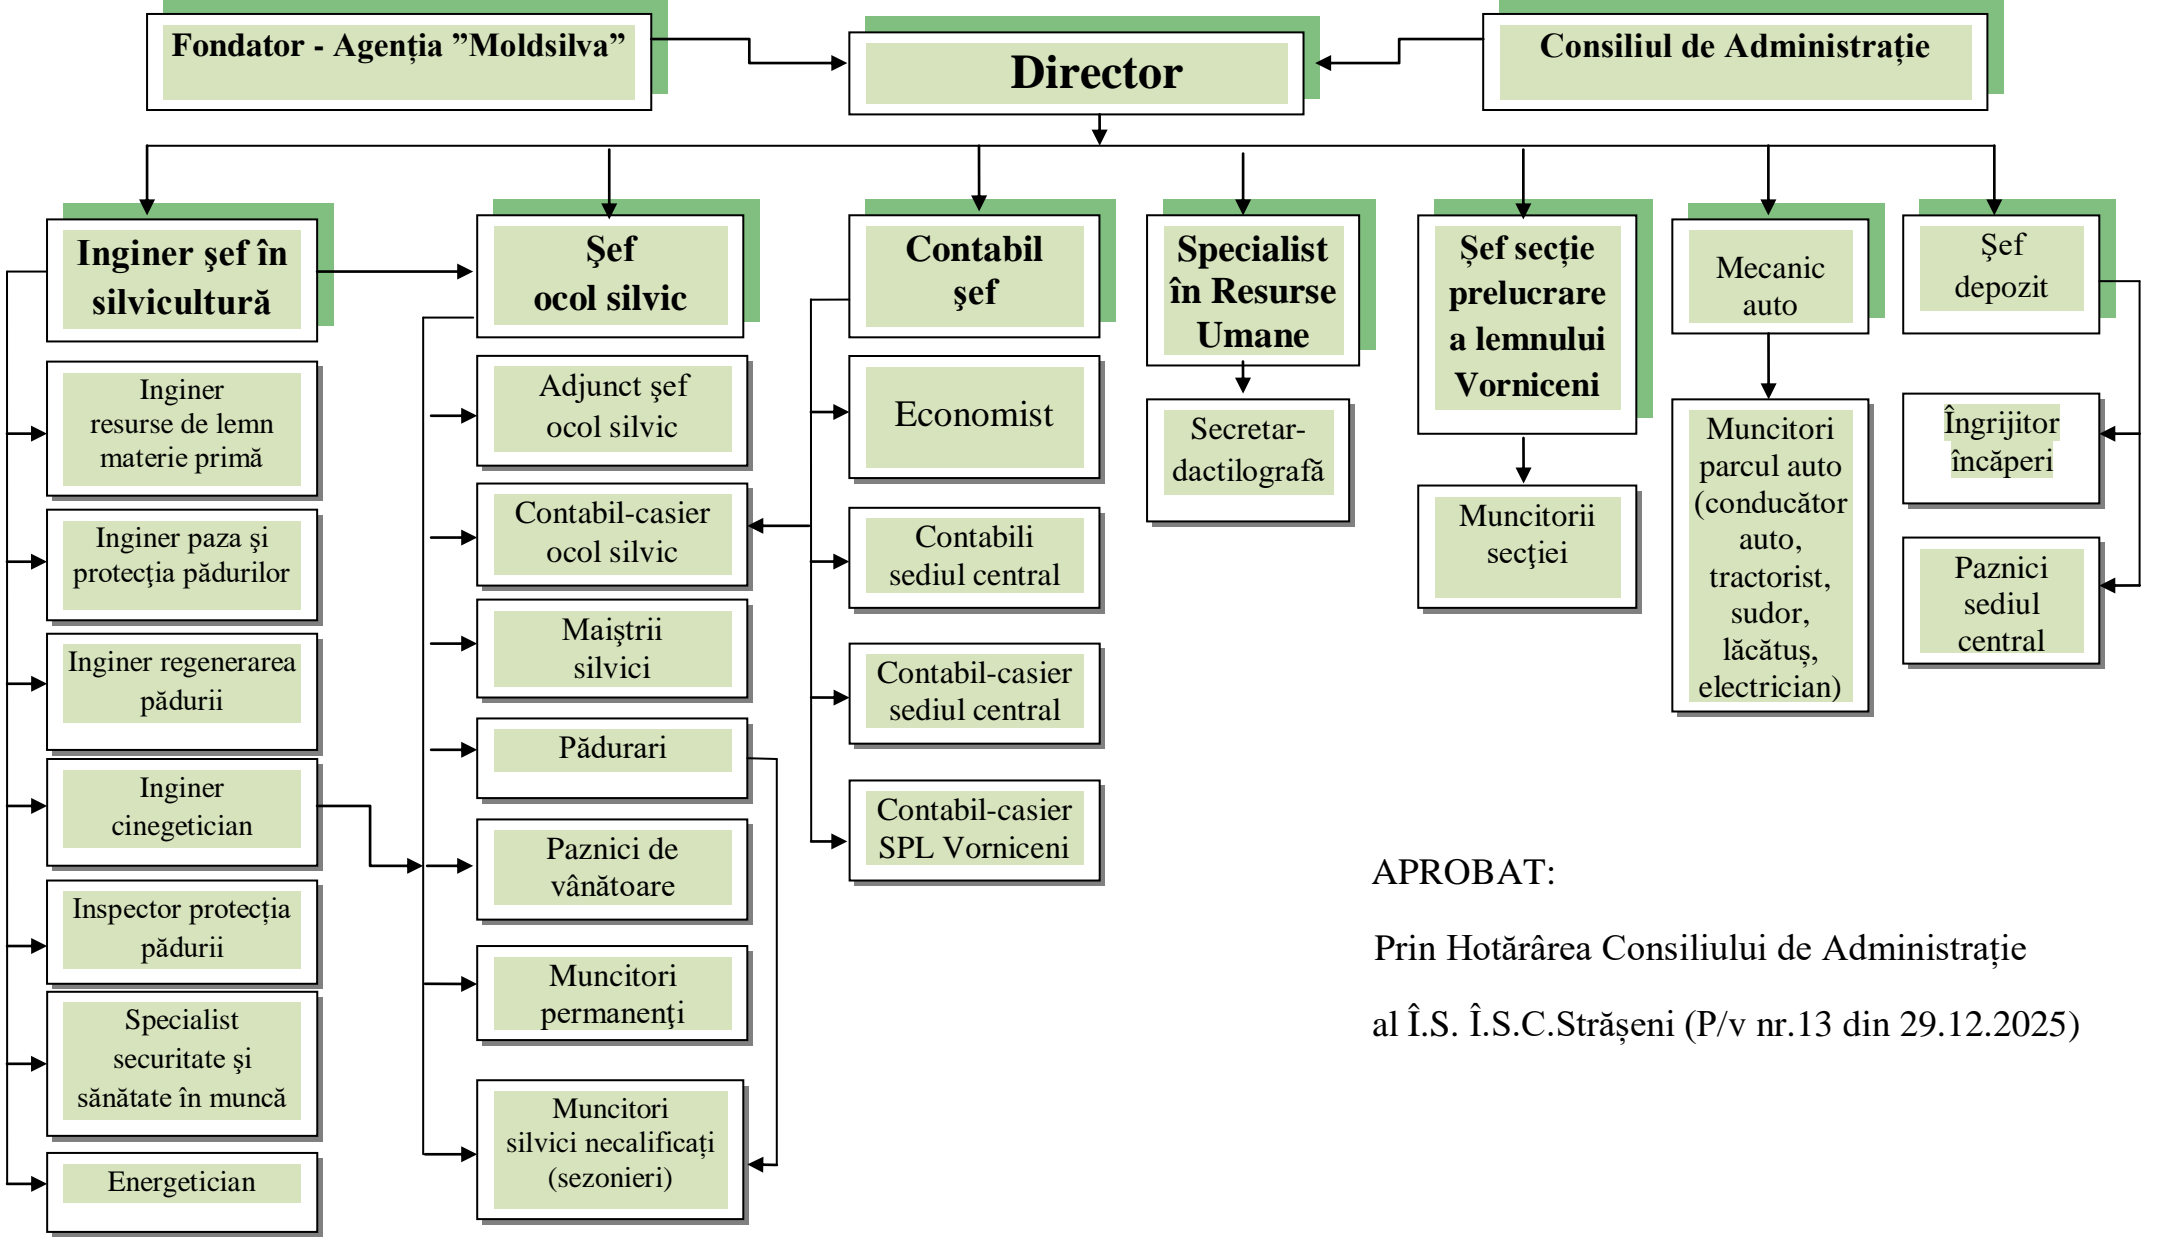 Fondator - Agenția ”Moldsilva”
Director
Consiliul de Administrație
Inginer şef în
silvicultură
Şef
ocol silvic
Contabil
şef
Specialist
în Resurse
Umane
Șef secție
prelucrare
a lemnului
Vorniceni
Mecanic
auto
Şef
depozit
Inginer
resurse de lemn
materie primă
Inginer paza şi
protecţia pădurilor
Inginer regenerarea
pădurii
Inginer
cinegetician
Inspector protecția
pădurii
Specialist
securitate şi
sănătate în muncă
Energetician
Adjunct şef
ocol silvic
Contabil-casier
ocol silvic
Maiştrii
silvici
Pădurari
Paznici de
vânătoare
Muncitori
permanenţi
Muncitori
silvici necalificați
(sezonieri)
Economist
Contabili
sediul central
Contabil-casier
sediul central
Contabil-casier
SPL Vorniceni
Secretar-
dactilografă
Muncitorii
secţiei
Muncitori
parcul auto
(conducător
auto,
tractorist,
sudor,
lăcătuș,
electrician)
Îngrijitor
încăperi
Paznici
sediul
central
APROBAT:
Prin Hotărârea Consiliului de Administrație
al Î.S. Î.S.C.Strășeni (P/v nr.13 din 29.12.2025)